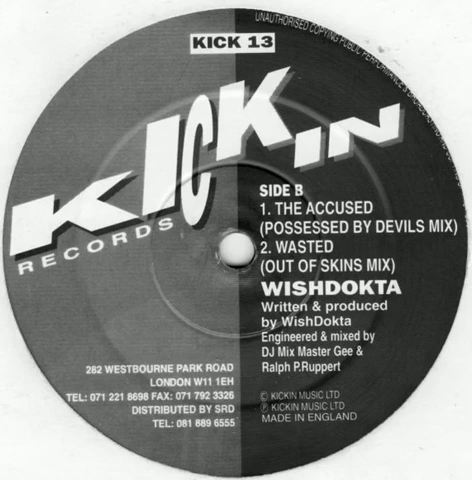 KICK 13
UNAUTHORISED COPYING PUBLIC PERFORMANCE
KICKIN
RECORDS
SIDE B
1. THE ACCUSED
(POSSESSED BY DEVILS MIX)
2. WASTED
(OUT OF SKINS MIX)
WISHDOKTA
Written & produced
by WishDokta
Engineered & mixed by
DJ Mix Master Gee &
Ralph P.Ruppert
282 WESTBOURNE PARK ROAD
LONDON W11 1EH
TEL: 071 221 8698 FAX: 071 792 3326
DISTRIBUTED BY SRD
TEL: 081 889 6555
© KICKIN MUSIC LTD
℗ KICKIN MUSIC LTD
MADE IN ENGLAND